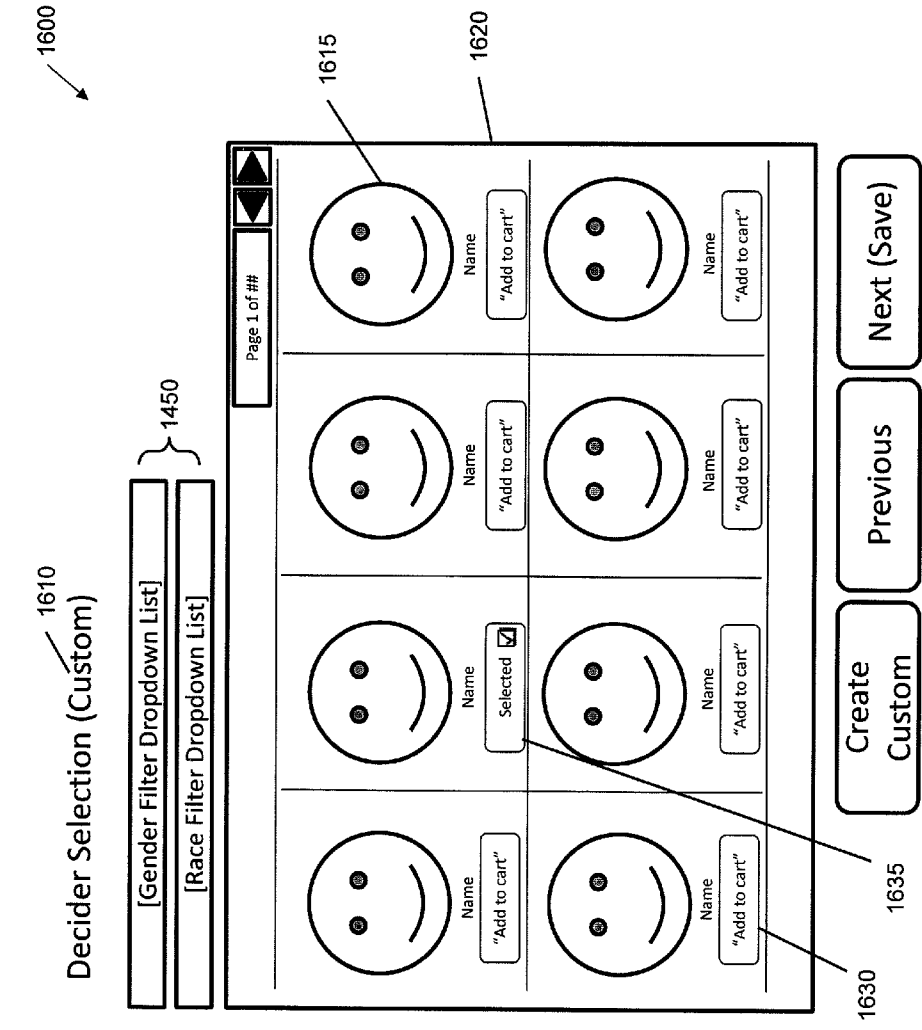 1600
1610
Decider Selection (Custom)
[Gender Filter Dropdown List]
[Race Filter Dropdown List]
1450
Page 1 of ##
1615
1620
Name
Name
Name
Name
"Add to cart"
Selected
"Add to cart"
"Add to cart"
Name
Name
Name
Name
"Add to cart"
"Add to cart"
"Add to cart"
"Add to cart"
1630
1635
Create
Custom
Previous
Next (Save)